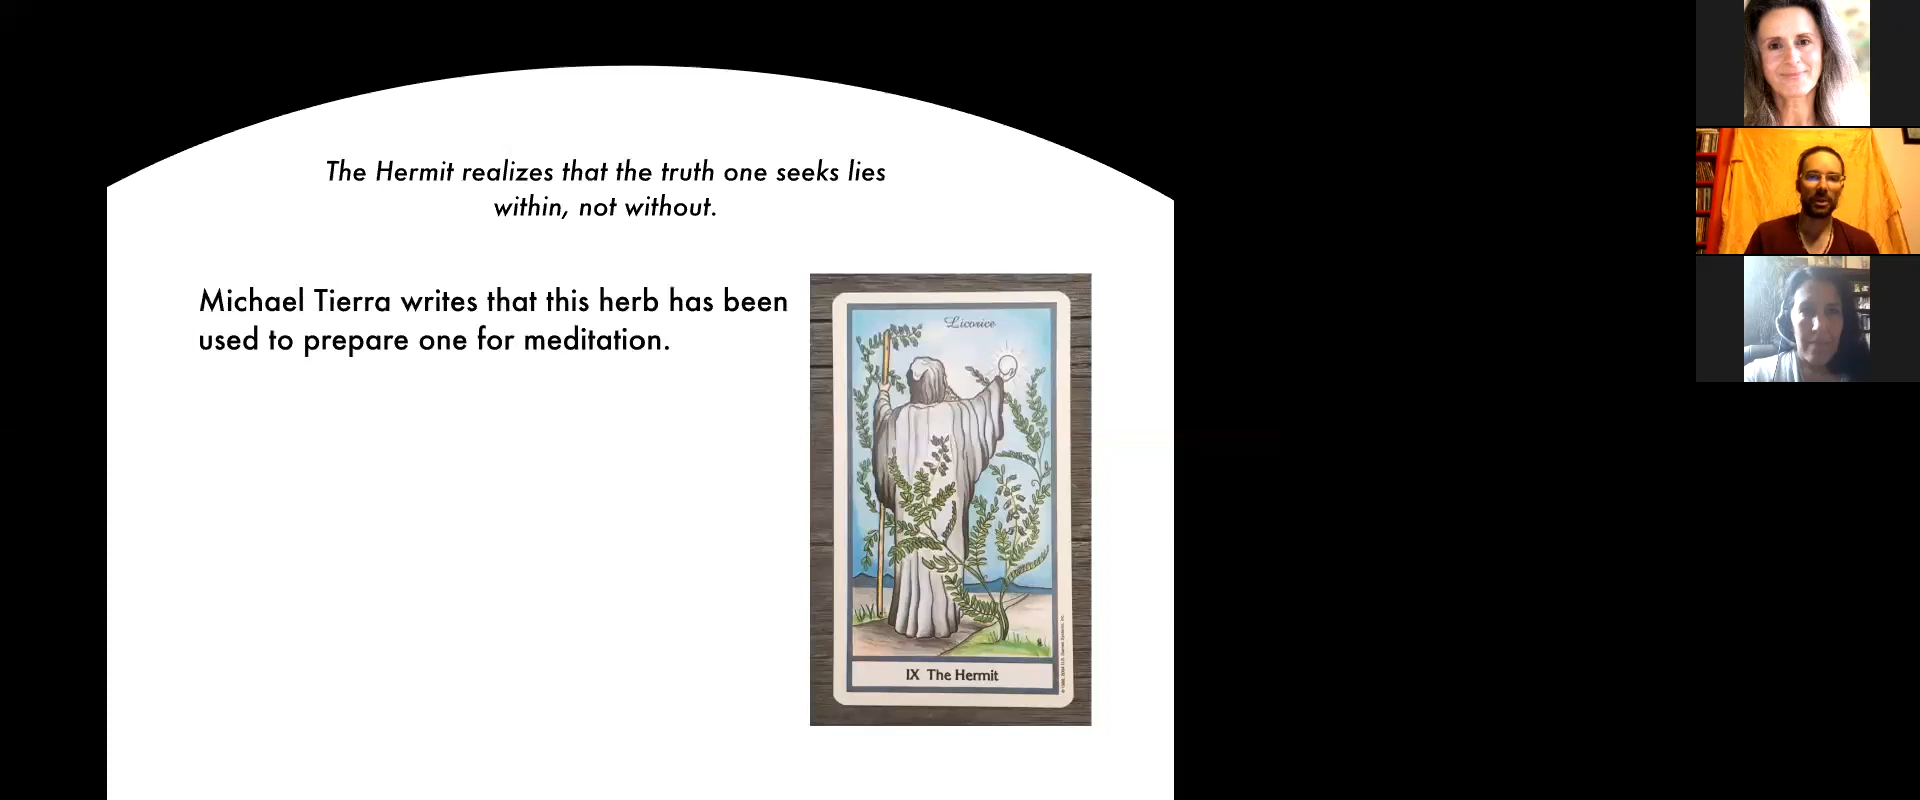 The Hermit realizes that the truth one seeks lies
within, not without.
Michael Tierra writes that this herb has been
used to prepare one for meditation.
Licorice
IX The Hermit